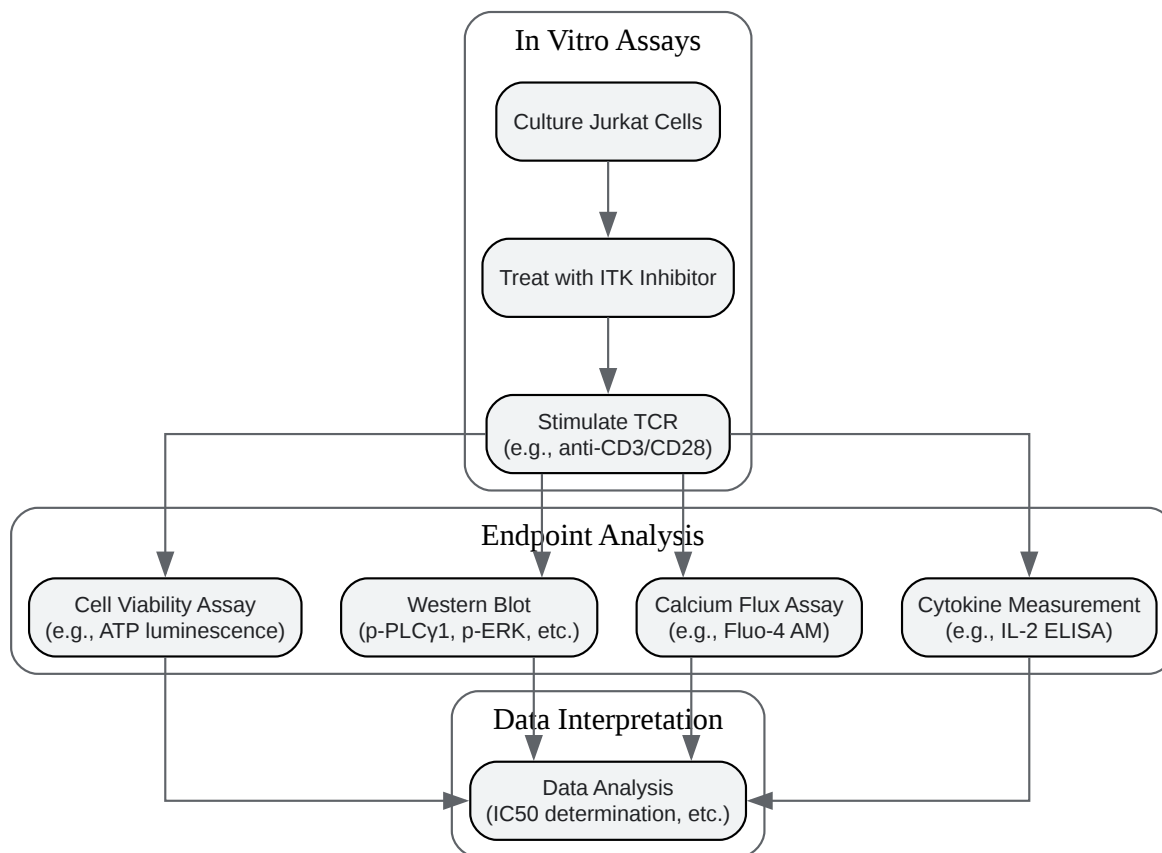 In Vitro Assays
Culture Jurkat Cells
Treat with ITK Inhibitor
Stimulate TCR
(e.g., anti-CD3/CD28)
Endpoint Analysis
Cell Viability Assay
(e.g., ATP luminescence)
Western Blot
(p-PLCγ1, p-ERK, etc.)
Calcium Flux Assay
(e.g., Fluo-4 AM)
Cytokine Measurement
(e.g., IL-2 ELISA)
Data Interpretation
Data Analysis
(IC50 determination, etc.)